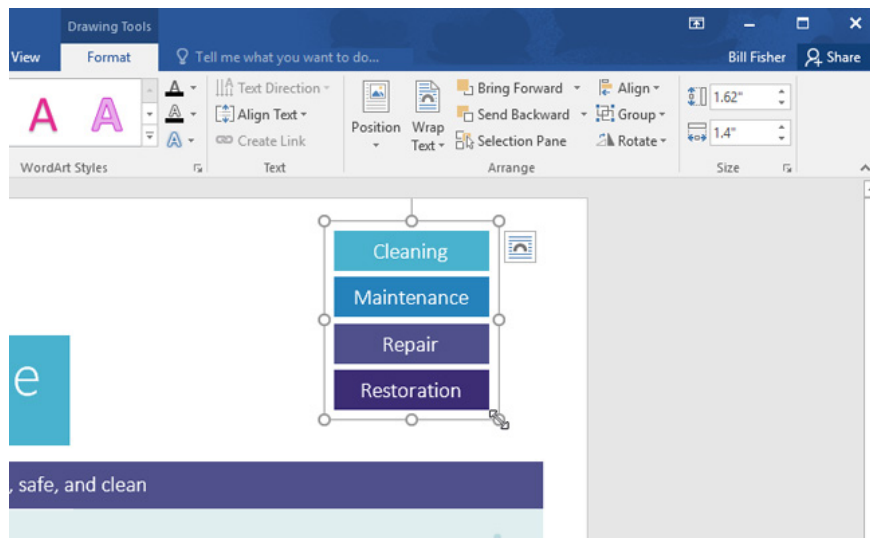 Drawing Tools
View
Format
Tell me what you want to do...
Bill Fisher
Share
A A
A
A
A
Text Direction
Align Text
Create Link
Position
Wrap
Text
Bring Forward
Send Backward
Selection Pane
Align
Group
Rotate
1.62"
1.4"
WordArt Styles
Text
Arrange
Size
Cleaning
Maintenance
Repair
Restoration
e
, safe, and clean